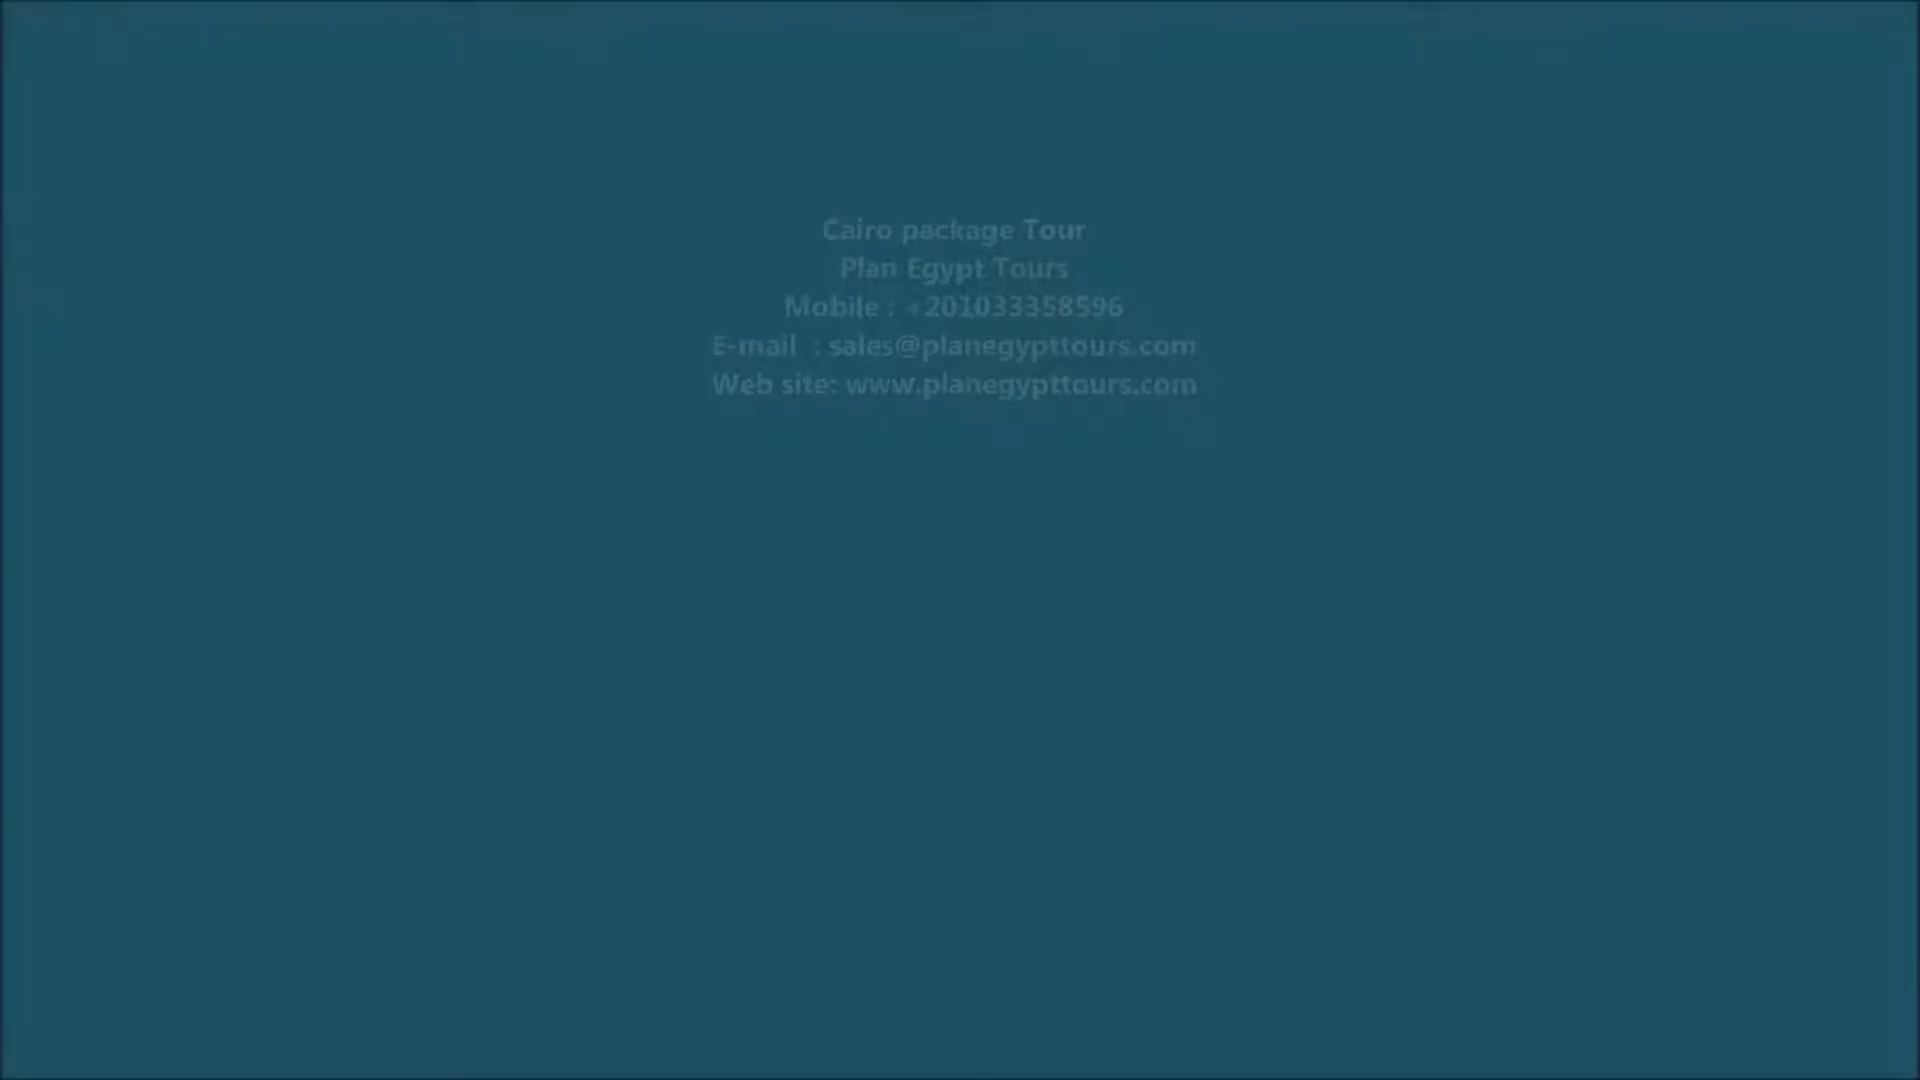 Cairo package Tour
Plan Egypt Tours
Mobile : +201033358596
E-mail  : sales@planegypttours.com
Web site: www.planegypttours.com